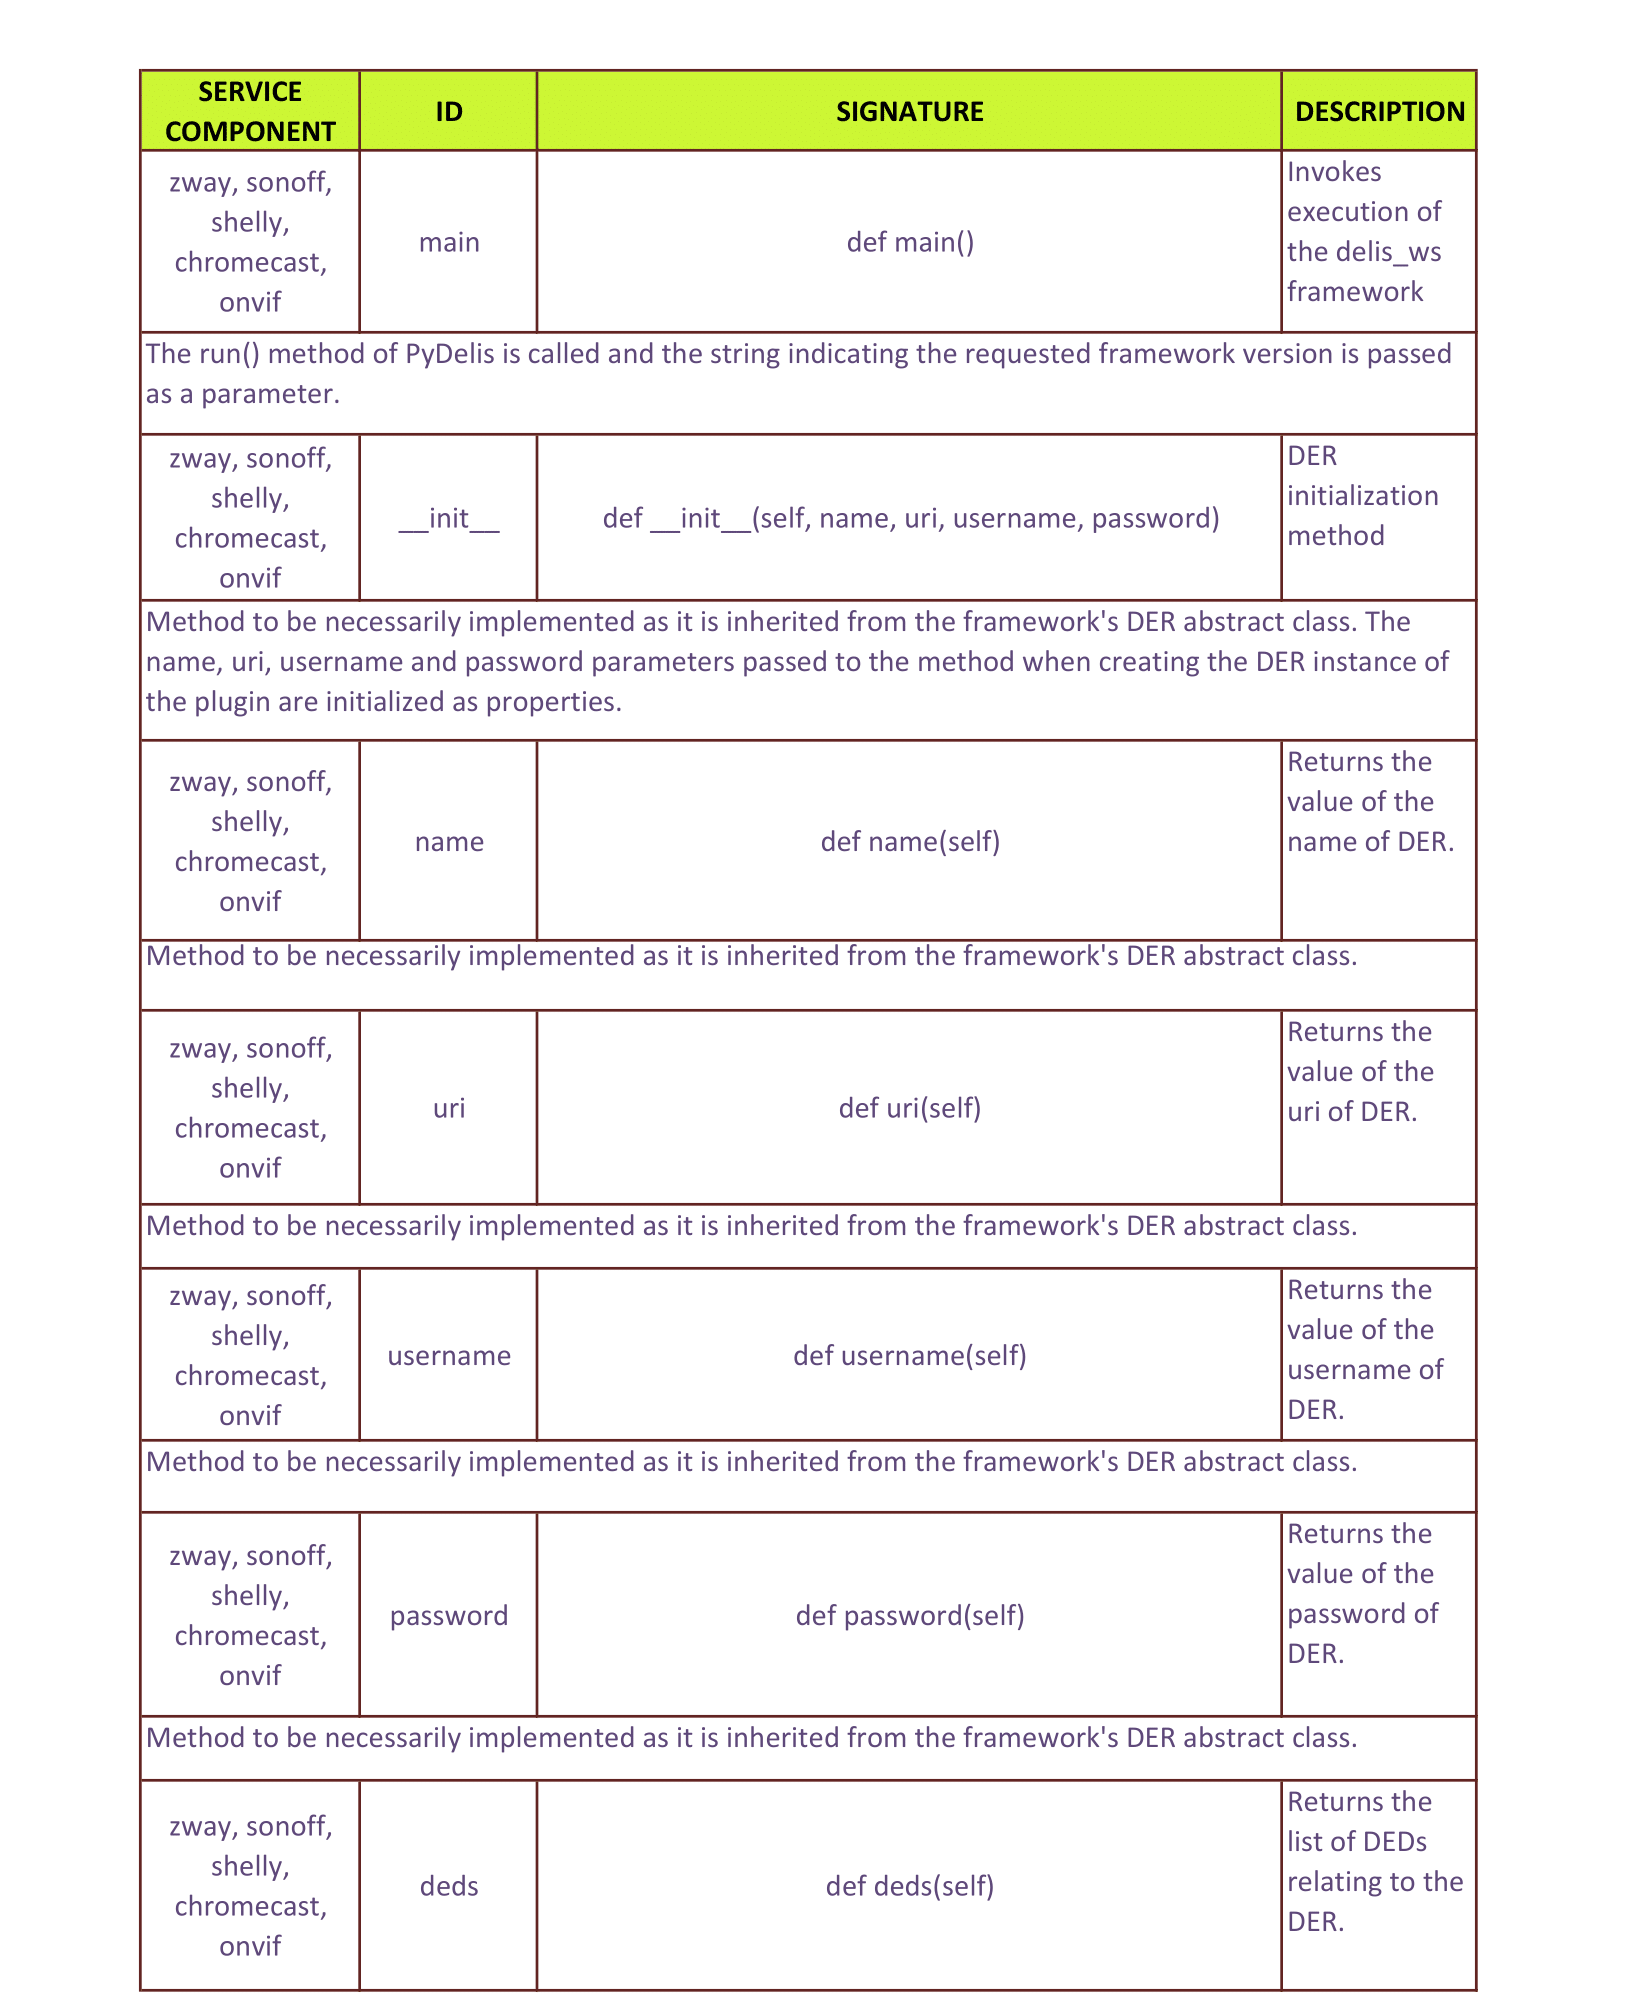 SERVICE
COMPONENT
ID
SIGNATURE
DESCRIPTION
zway, sonoff,
shelly,
chromecast,
onvif
main
def main()
Invokes
execution of
the delis_ws
framework
The run() method of PyDelis is called and the string indicating the requested framework version is passed
as a parameter.
zway, sonoff,
shelly,
chromecast,
onvif
__init__
def __init__(self, name, uri, username, password)
DER
initialization
method
Method to be necessarily implemented as it is inherited from the framework's DER abstract class. The
name, uri, username and password parameters passed to the method when creating the DER instance of
the plugin are initialized as properties.
zway, sonoff,
shelly,
chromecast,
onvif
name
def name(self)
Returns the
value of the
name of DER.
Method to be necessarily implemented as it is inherited from the framework's DER abstract class.
zway, sonoff,
shelly,
chromecast,
onvif
uri
def uri(self)
Returns the
value of the
uri of DER.
Method to be necessarily implemented as it is inherited from the framework's DER abstract class.
zway, sonoff,
shelly,
chromecast,
onvif
username
def username(self)
Returns the
value of the
username of
DER.
Method to be necessarily implemented as it is inherited from the framework's DER abstract class.
zway, sonoff,
shelly,
chromecast,
onvif
password
def password(self)
Returns the
value of the
password of
DER.
Method to be necessarily implemented as it is inherited from the framework's DER abstract class.
zway, sonoff,
shelly,
chromecast,
onvif
deds
def deds(self)
Returns the
list of DEDs
relating to the
DER.